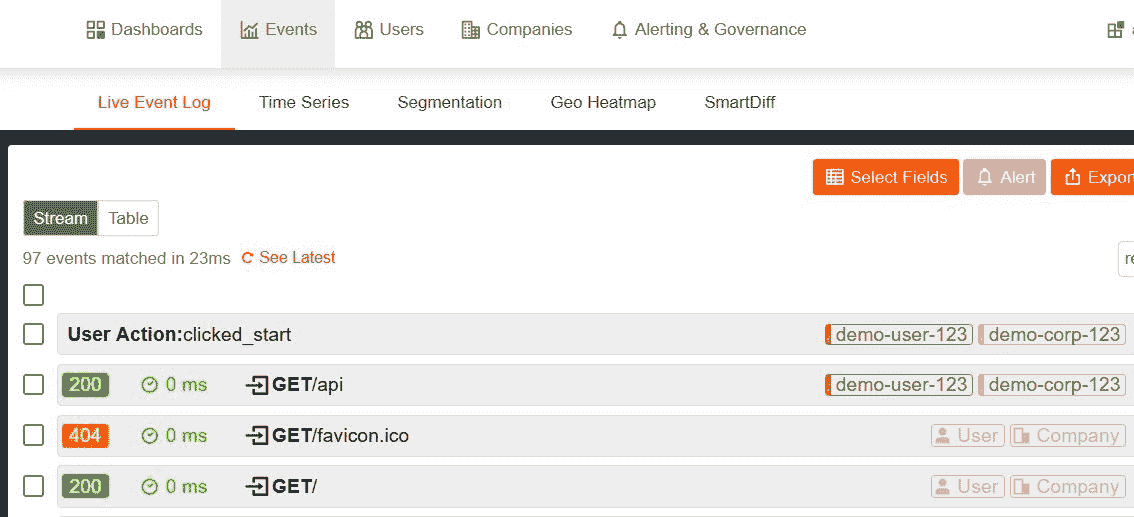 Dashboards Events Users Companies Alerting & Governance
Live Event Log Time Series Segmentation Geo Heatmap SmartDiff
Select Fields Alert Export
Stream Table
97 events matched in 23ms See Latest
User Action:clicked_start demo-user-123 demo-corp-123
200 0 ms GET/api demo-user-123 demo-corp-123
404 0 ms GET/favicon.ico User Company
200 0 ms GET/ User Company